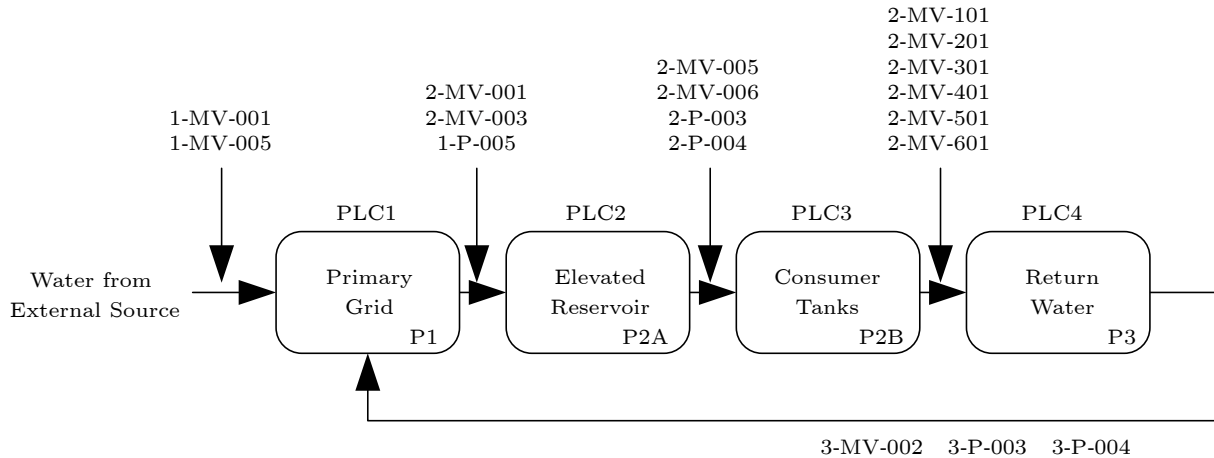 2-MV-101
2-MV-201
2-MV-301
2-MV-401
2-MV-501
2-MV-601
2-MV-005
2-MV-006
2-P-003
2-P-004
2-MV-001
2-MV-003
1-P-005
1-MV-001
1-MV-005
PLC1
PLC2
PLC3
PLC4
Water from
External Source
Primary
Grid
P1
Elevated
Reservoir
P2A
Consumer
Tanks
P2B
Return
Water
P3
3-MV-002 3-P-003 3-P-004